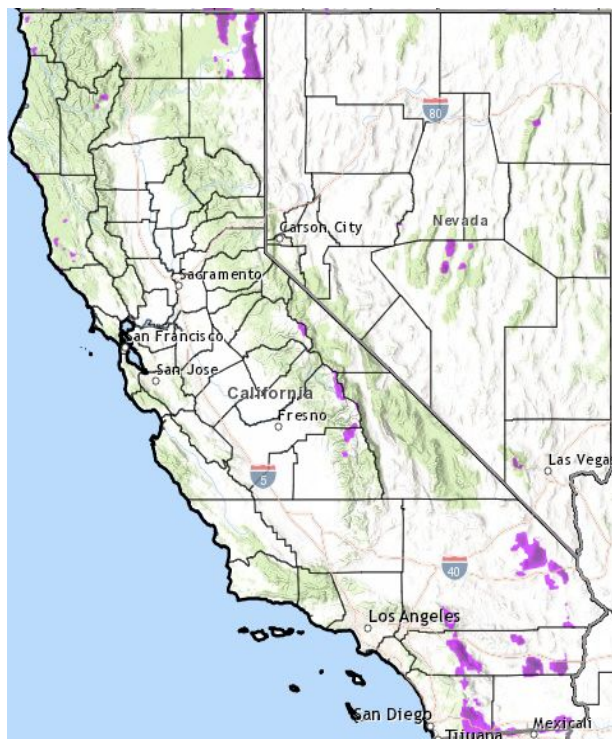 80
Nevada
Carson City
Sacramento
San Francisco
San Jose
California
Fresno
Las Vega
5
40
Los Angeles
San Diego
Mexicali
Tijuana